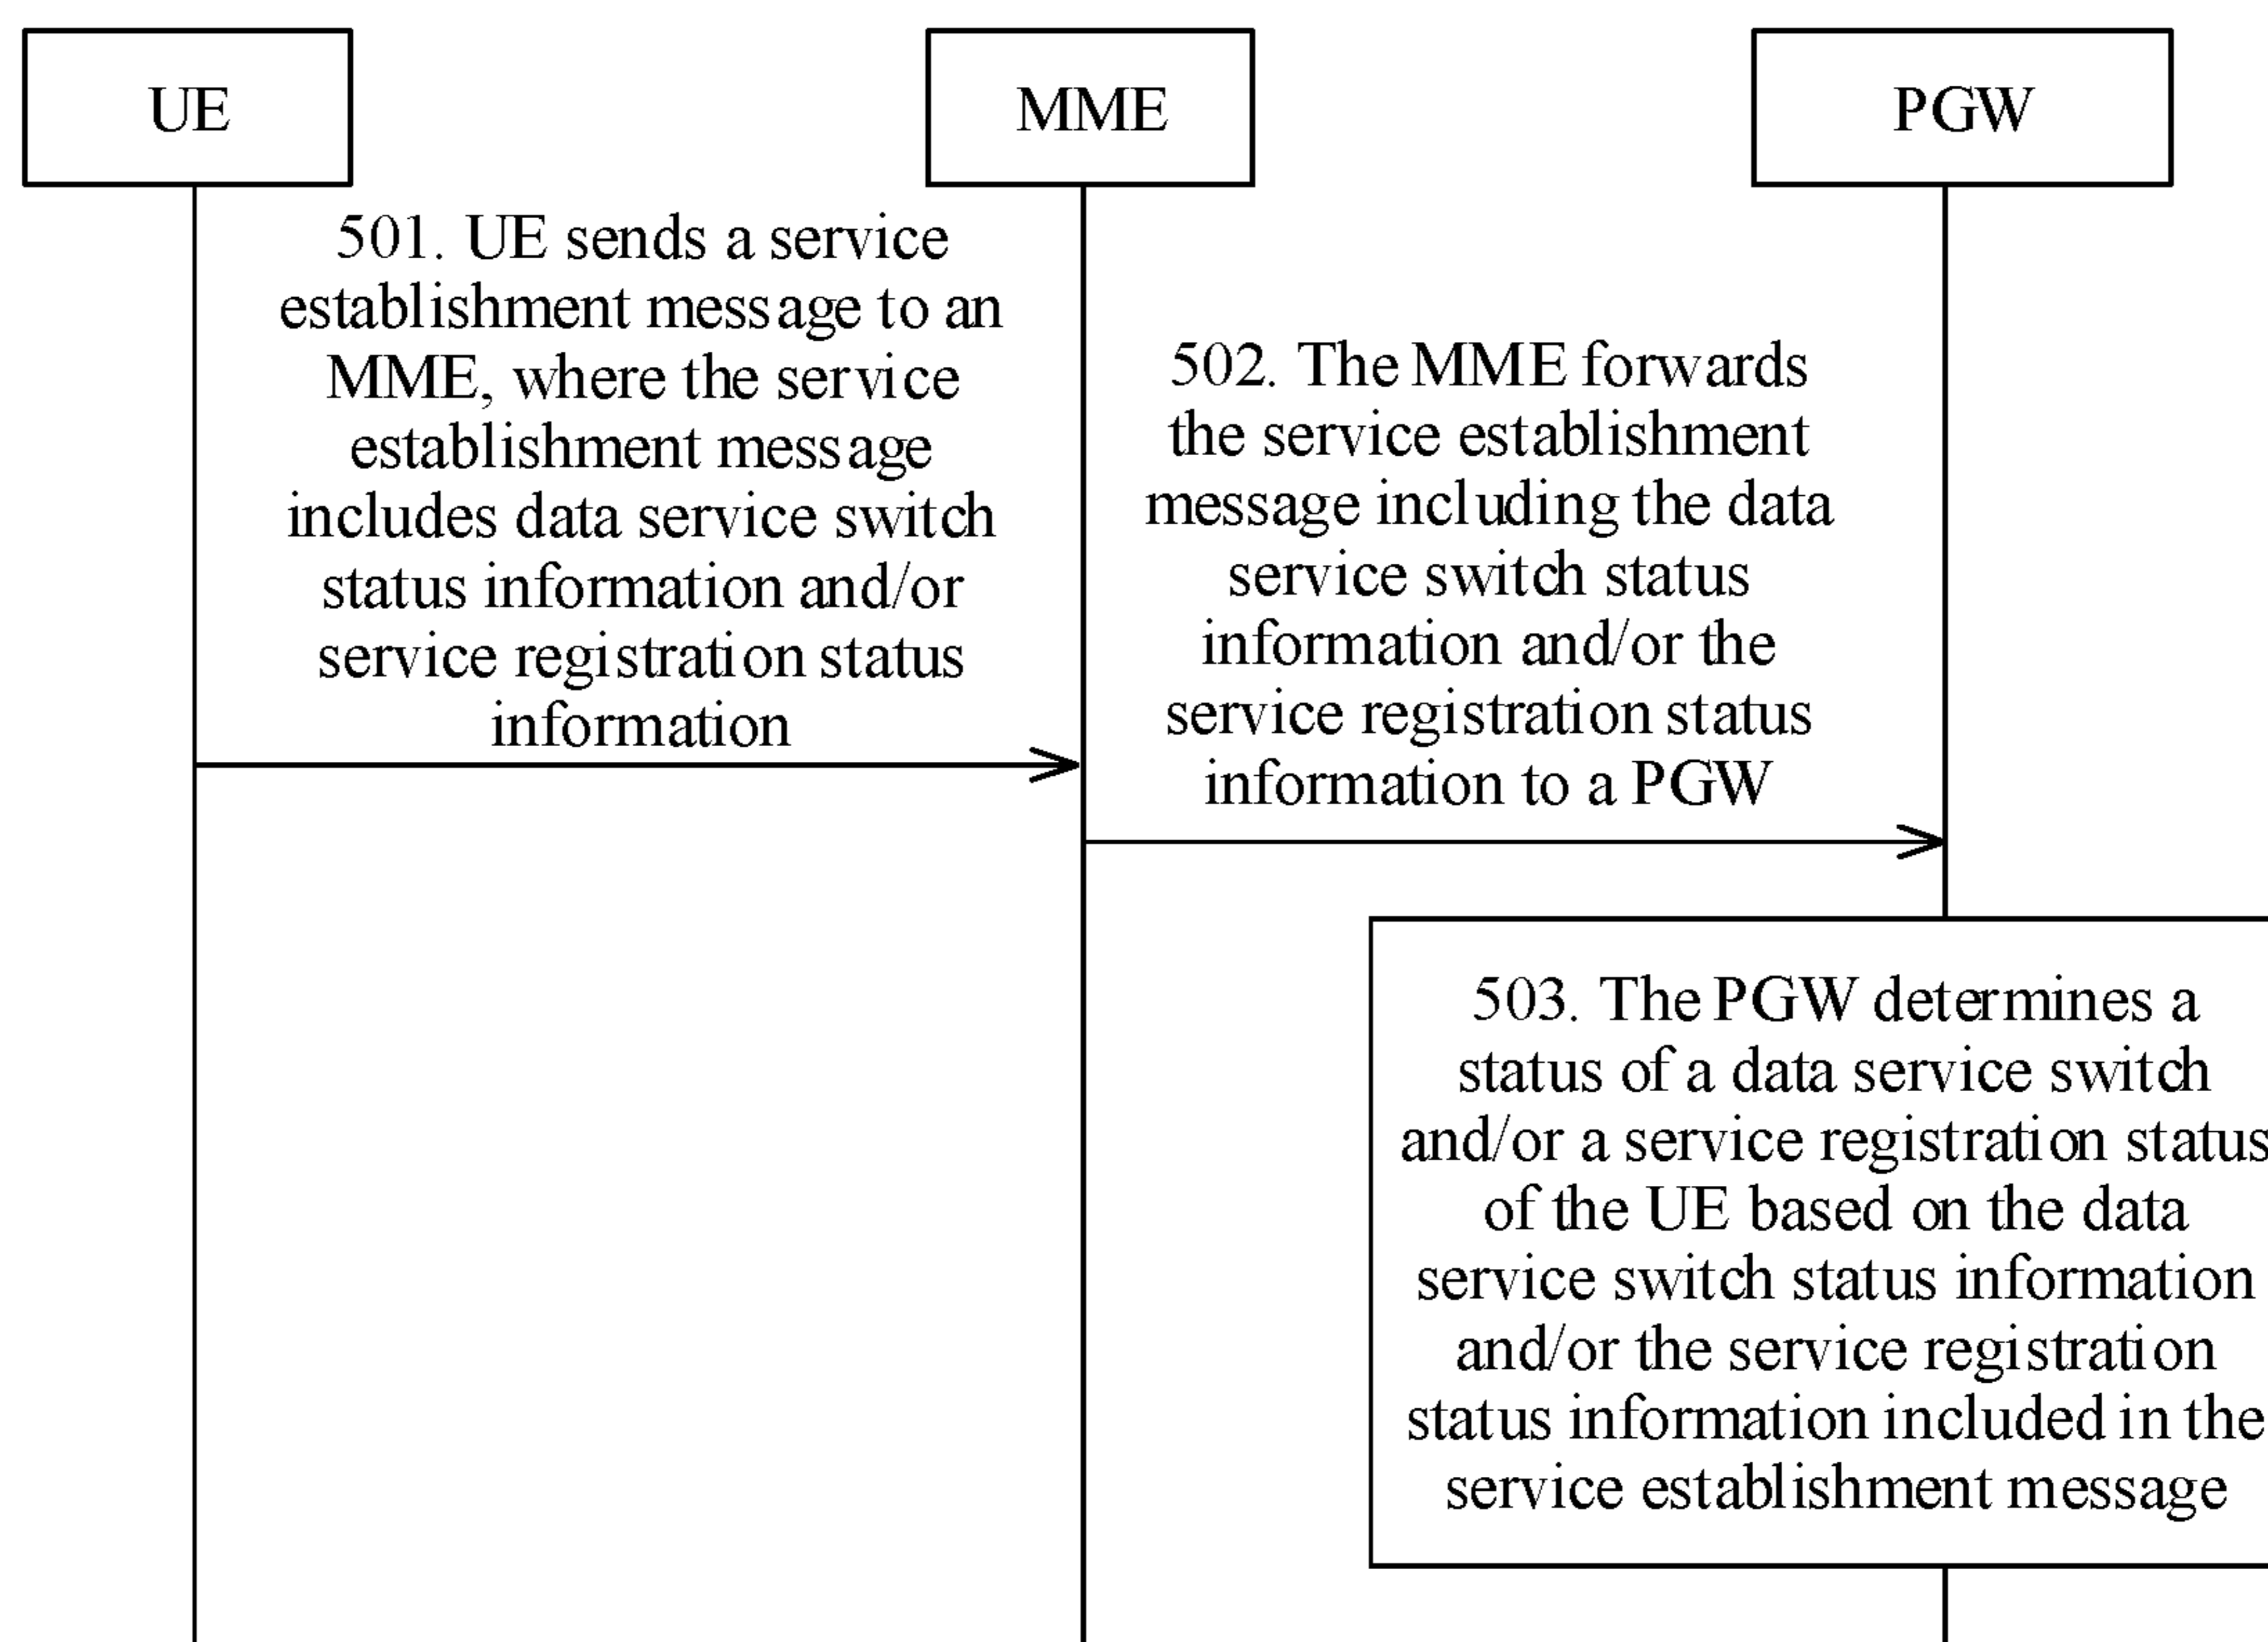 UE
MME
PGW
501. UE sends a service
establishment message to an
MME, where the service
establishment message
includes data service switch
status information and/or
service registration status
information
502. The MME forwards
the service establishment
message including the data
service switch status
information and/or the
service registration status
information to a PGW
503. The PGW determines a
status of a data service switch
and/or a service registration status
of the UE based on the data
service switch status information
and/or the service registration
status information included in the
service establishment message